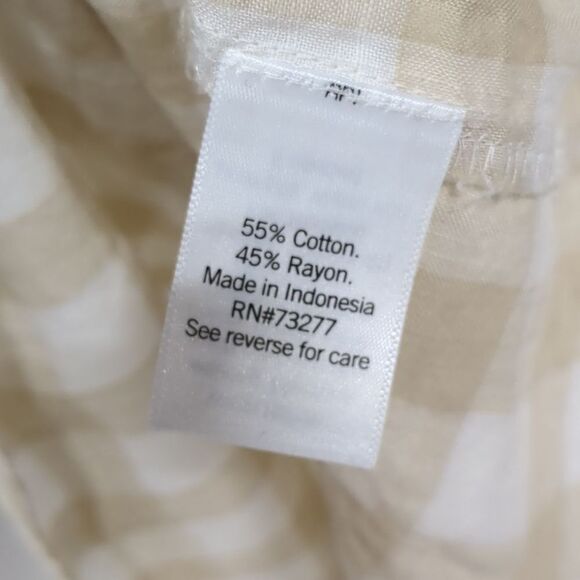 55% Cotton.
45% Rayon.
Made in Indonesia
RN#73277
See reverse for care